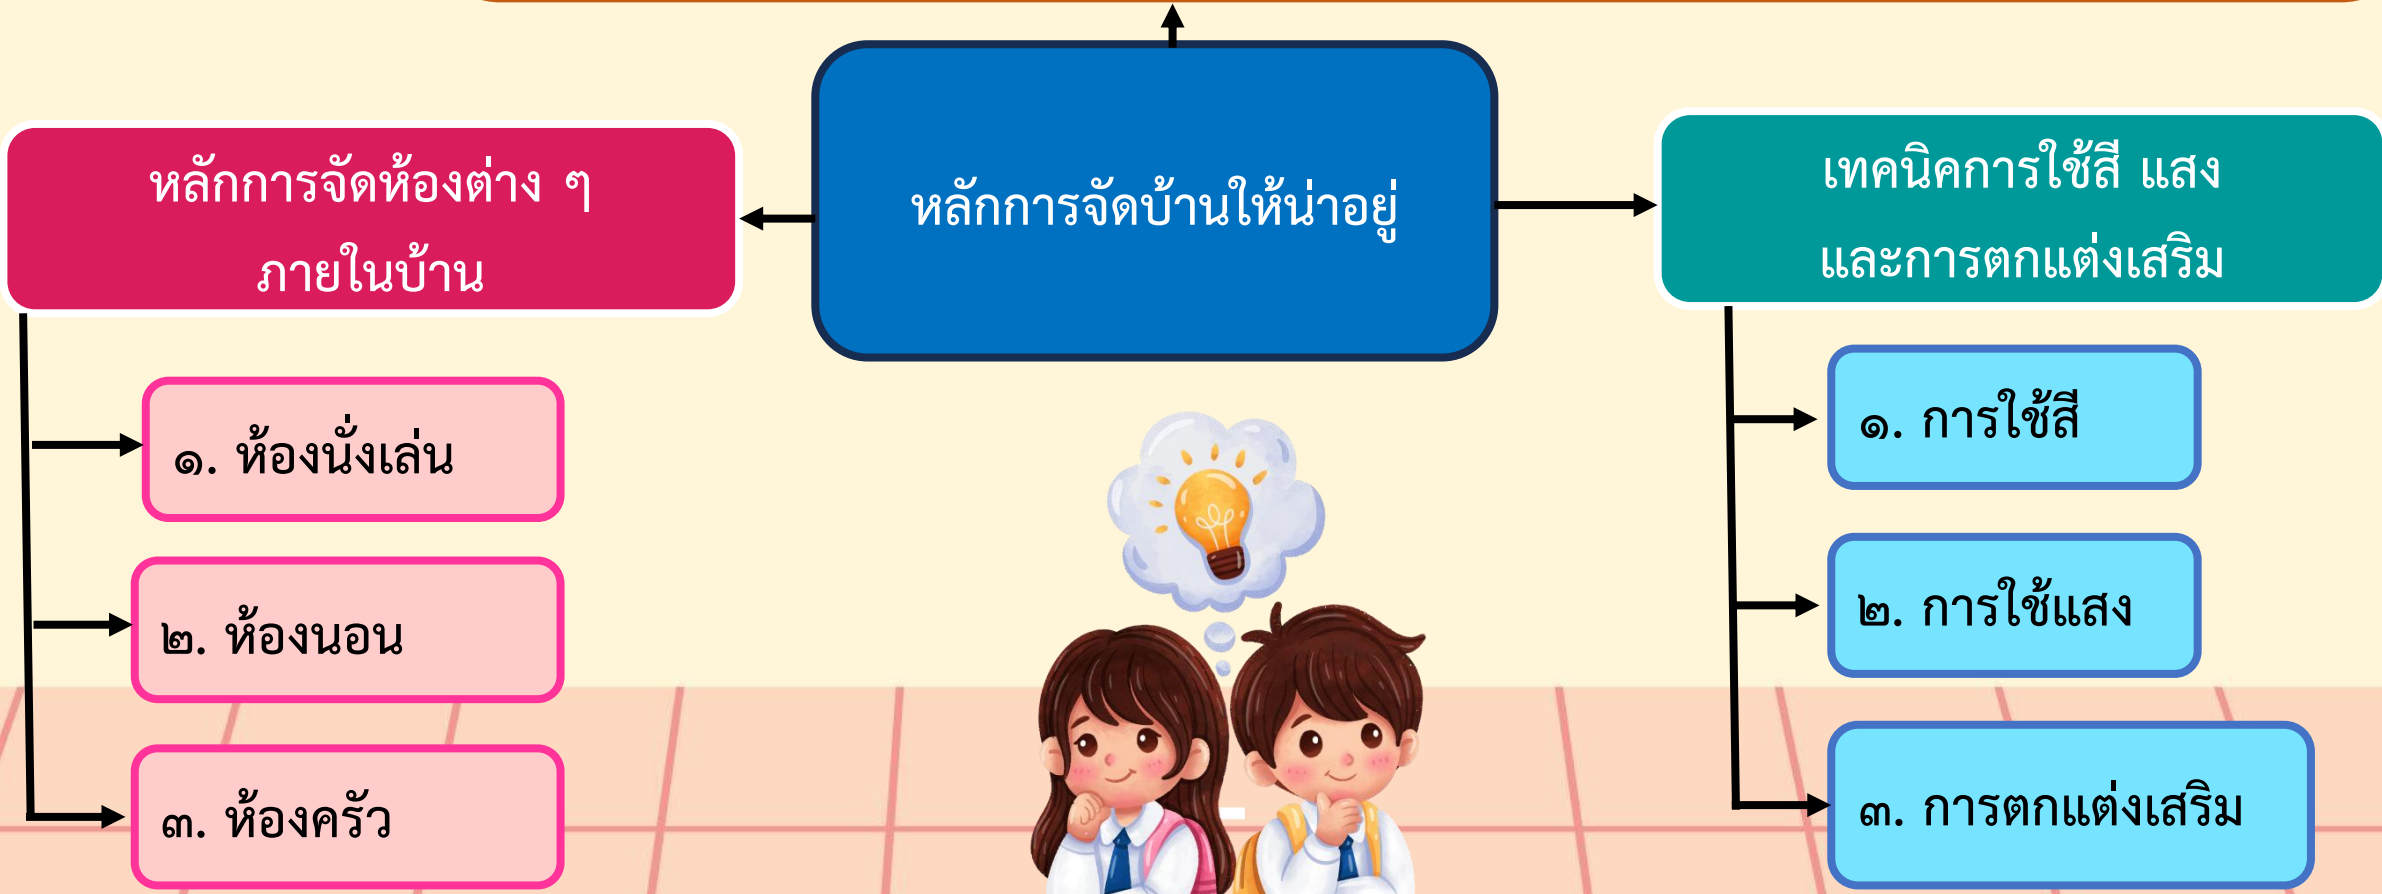 หลักการจัดบ้านให้น่าอยู่
หลักการจัดห้องต่าง ๆ
ภายในบ้าน
๑. ห้องนั่งเล่น
๒. ห้องนอน
๓. ห้องครัว
เทคนิคการใช้สี แสง
และการตกแต่งเสริม
๑. การใช้สี
๒. การใช้แสง
๓. การตกแต่งเสริม